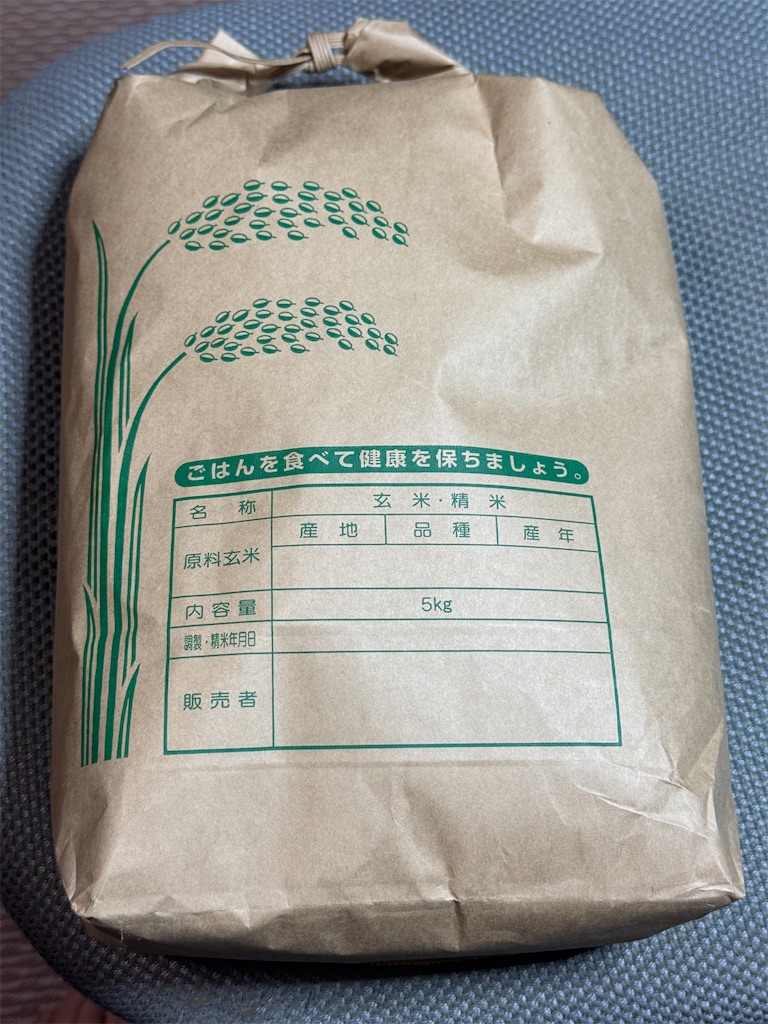 ごはんを食べて健康を保ちましょう。
名称 玄米・精米
原料玄米 産地 品種 産年
内容量 5kg
調製・精米年月日
販売者